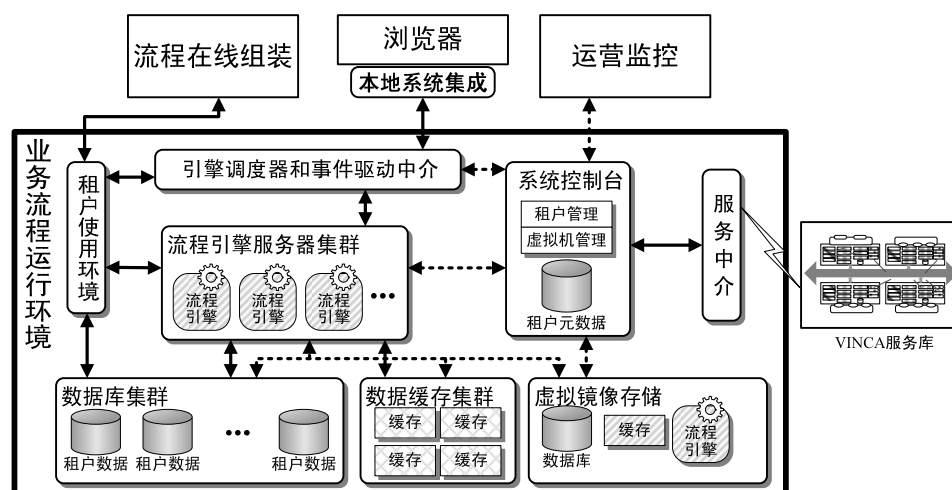 流程在线组装
浏览器
本地系统集成
运营监控
业务流程运行环境
租户使用环境
引擎调度器和事件驱动中介
系统控制台
租户管理
虚拟机管理
租户元数据
服务中介
流程引擎服务器集群
流程
引擎
流程
引擎
流程
引擎
•••
VINCA服务库
数据库集群
租户数据
租户数据
•••
租户数据
数据缓存集群
缓存
缓存
缓存
缓存
虚拟镜像存储
数据库
缓存
流程
引擎